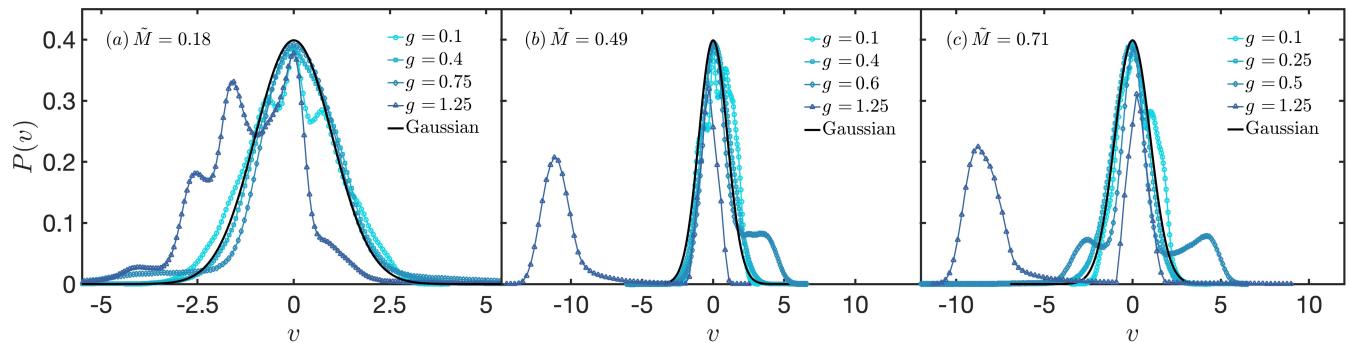 (a) M̃ = 0.18
g = 0.1
g = 0.4
g = 0.75
g = 1.25
Gaussian
P(v)
0.4
0.3
0.2
0.1
0
-5
-2.5
0
2.5
5
v
(b) M̃ = 0.49
g = 0.1
g = 0.4
g = 0.6
g = 1.25
Gaussian
-10
-5
0
5
10
v
(c) M̃ = 0.71
g = 0.1
g = 0.25
g = 0.5
g = 1.25
Gaussian
-10
-5
0
5
10
v